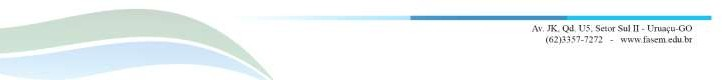 Av. JK, Qd. U5, Setor Sul II - Uruaçu-GO
(62)3357-7272 - www.fasem.edu.br